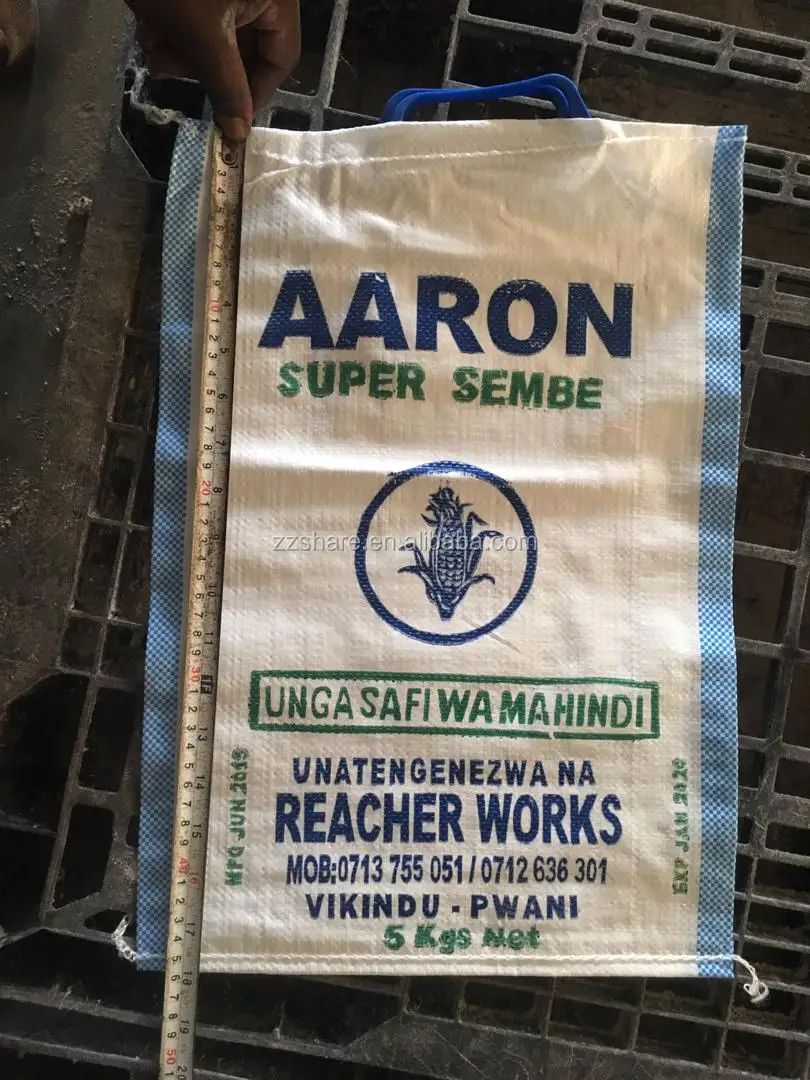 AARON
SUPER SEMBE
zzshare.en.alibaba.com
UNGA SAFI WA MAHINDI
MFG JUN 2019
EXP JAN 2020
UNATENGENEZWA NA
REACHER WORKS
MOB:0713 755 051 / 0712 636 301
VIKINDU - PWANI
5 Kgs Net